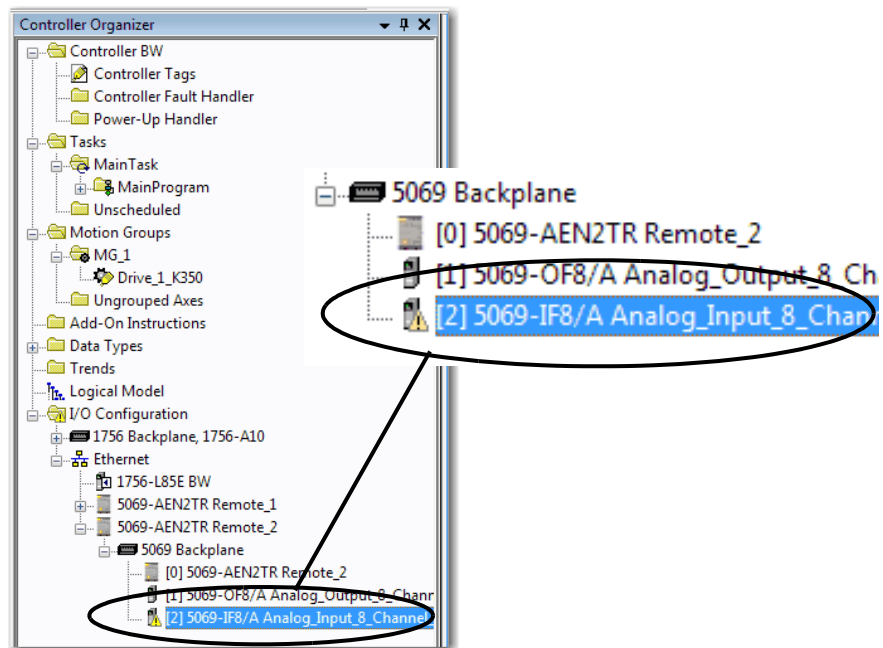 Controller Organizer
Controller BW
Controller Tags
Controller Fault Handler
Power-Up Handler
Tasks
MainTask
MainProgram
Unscheduled
Motion Groups
MG_1
Drive_1_K350
Ungrouped Axes
Add-On Instructions
Data Types
Trends
Logical Model
I/O Configuration
1756 Backplane, 1756-A10
Ethernet
1756-L85E BW
5069-AEN2TR Remote_1
5069-AEN2TR Remote_2
5069 Backplane
[0] 5069-AEN2TR Remote_2
[1] 5069-OF8/A Analog_Output_8_Chann
[2] 5069-IF8/A Analog_Input_8_Channel
5069 Backplane
[0] 5069-AEN2TR Remote_2
[1] 5069-OF8/A Analog_Output_8_Cha
[2] 5069-IF8/A Analog_Input_8_Chann